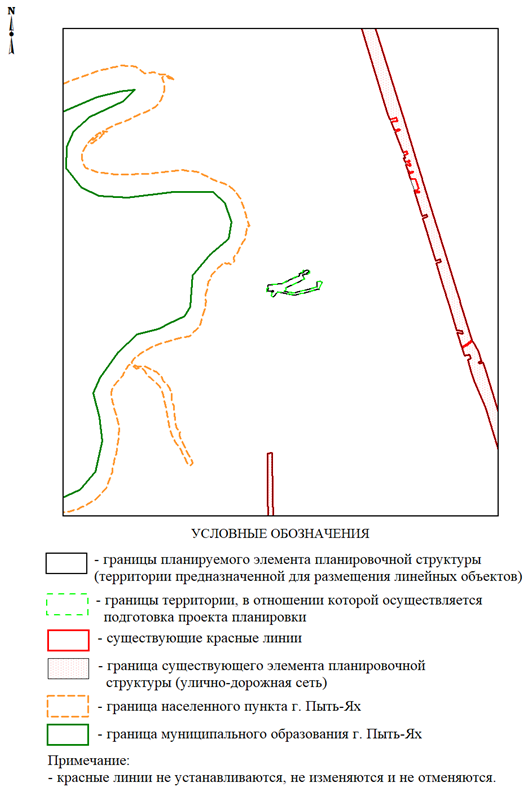 N
УСЛОВНЫЕ ОБОЗНАЧЕНИЯ
- границы планируемого элемента планировочной структуры
(территории предназначенной для размещения линейных объектов)
- границы территории, в отношении которой осуществляется
подготовка проекта планировки
- существующие красные линии
- граница существующего элемента планировочной
структуры (улично-дорожная сеть)
- граница населенного пункта г. Пыть-Ях
- граница муниципального образования г. Пыть-Ях
Примечание:
- красные линии не устанавливаются, не изменяются и не отменяются.